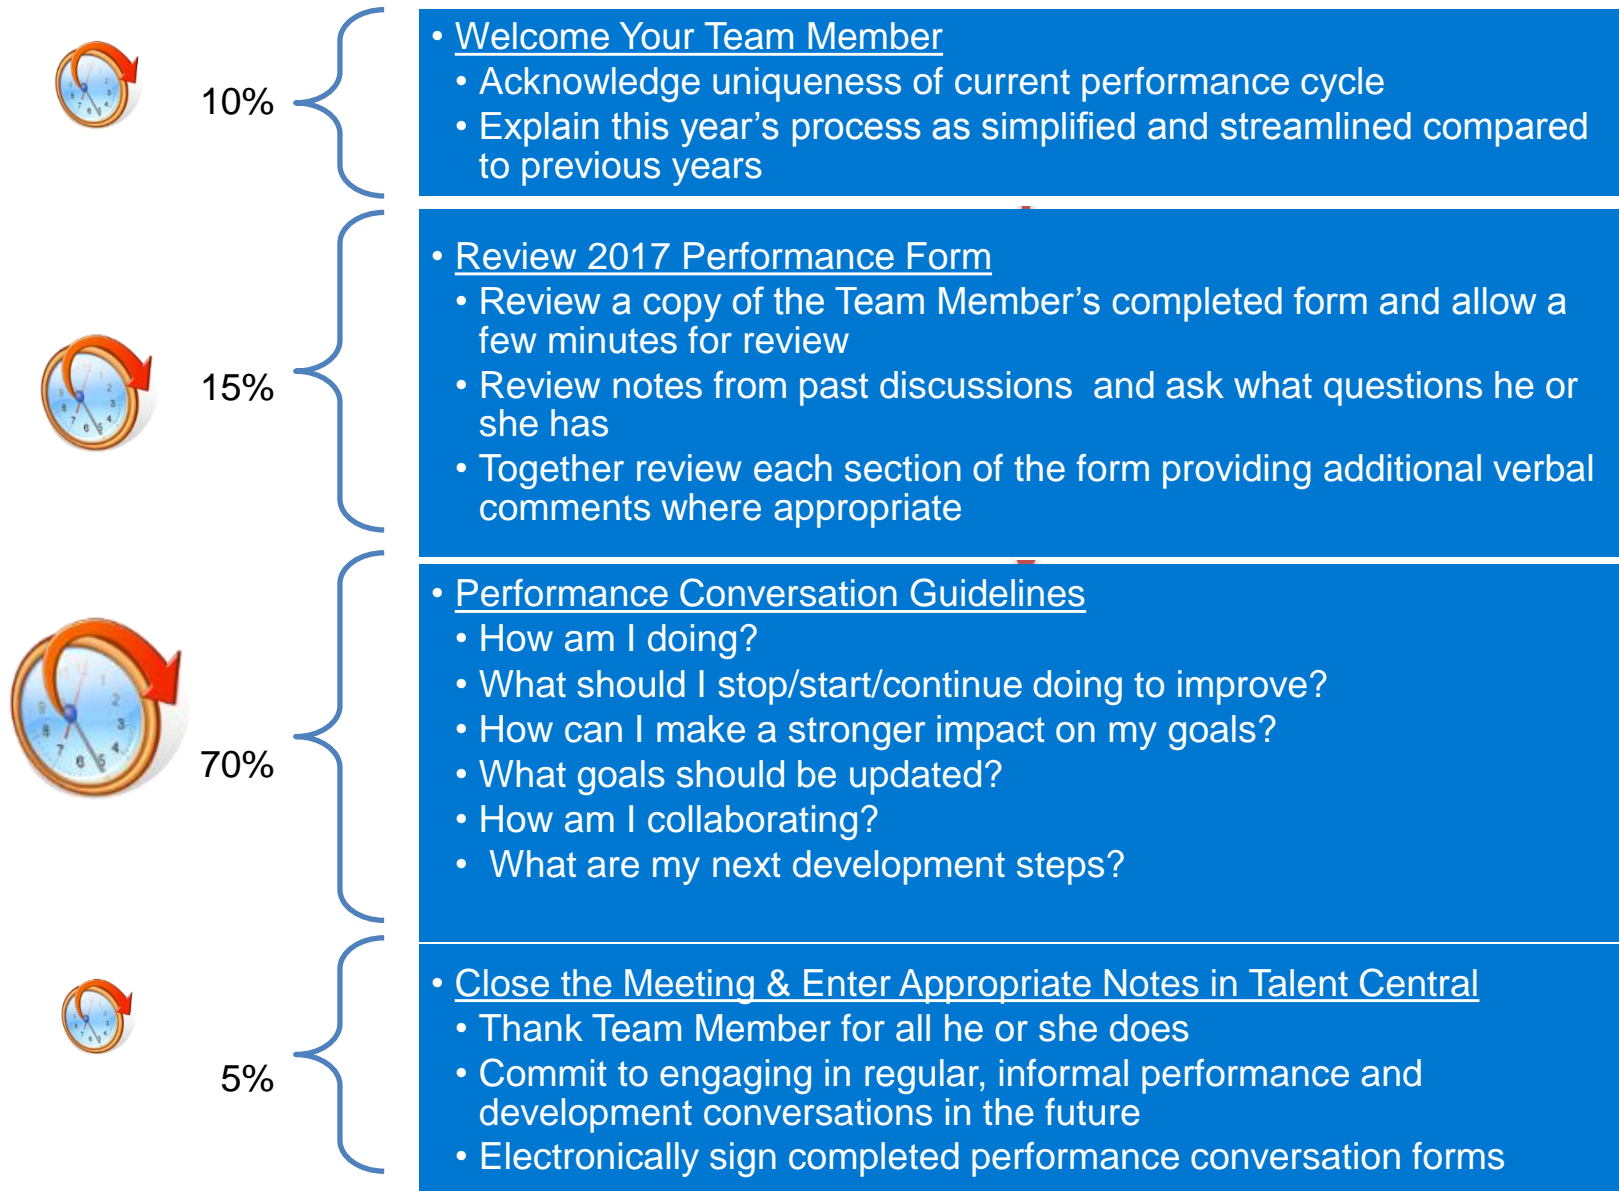 10%
• Welcome Your Team Member
• Acknowledge uniqueness of current performance cycle
• Explain this year’s process as simplified and streamlined compared
to previous years
15%
• Review 2017 Performance Form
• Review a copy of the Team Member’s completed form and allow a
few minutes for review
• Review notes from past discussions  and ask what questions he or
she has
• Together review each section of the form providing additional verbal
comments where appropriate
70%
• Performance Conversation Guidelines
• How am I doing?
• What should I stop/start/continue doing to improve?
• How can I make a stronger impact on my goals?
• What goals should be updated?
• How am I collaborating?
•  What are my next development steps?
5%
• Close the Meeting & Enter Appropriate Notes in Talent Central
• Thank Team Member for all he or she does
• Commit to engaging in regular, informal performance and
development conversations in the future
• Electronically sign completed performance conversation forms